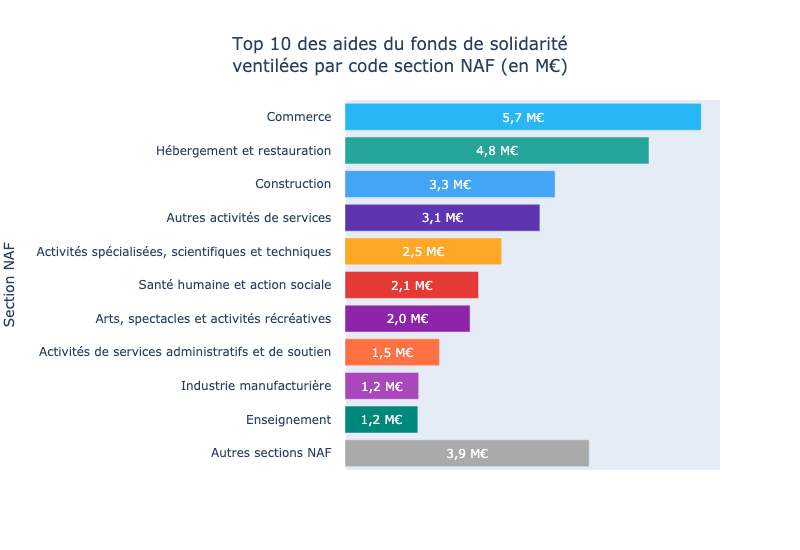 Top 10 des aides du fonds de solidarité
ventilées par code section NAF (en M€)
Section NAF
Commerce 5,7 M€
Hébergement et restauration 4,8 M€
Construction 3,3 M€
Autres activités de services 3,1 M€
Activités spécialisées, scientifiques et techniques 2,5 M€
Santé humaine et action sociale 2,1 M€
Arts, spectacles et activités récréatives 2,0 M€
Activités de services administratifs et de soutien 1,5 M€
Industrie manufacturière 1,2 M€
Enseignement 1,2 M€
Autres sections NAF 3,9 M€